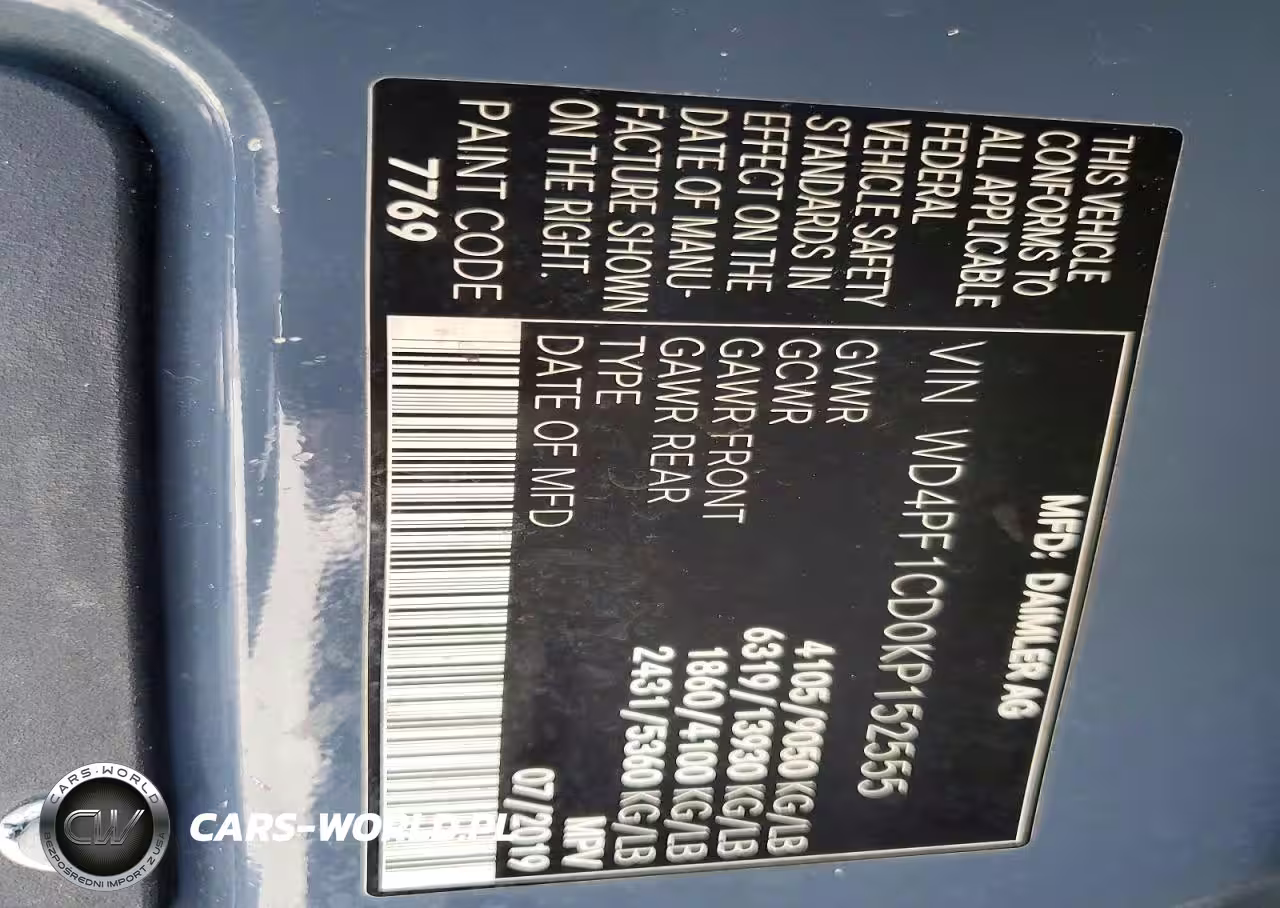 MFD: DAIMLER AG
THIS VEHICLE
CONFORMS TO
ALL APPLICABLE
FEDERAL
VEHICLE SAFETY
STANDARDS IN
EFFECT ON THE
DATE OF MANU-
FACTURE SHOWN
ON THE RIGHT.
PAINT CODE
7769
VIN WD4PF1CD0KP152555
GVWR 4105/9050 KG/LB
GCWR 6319/13930 KG/LB
GAWR FRONT 1860/4100 KG/LB
GAWR REAR 2431/5360 KG/LB
TYPE MPV
DATE OF MFD 07/2019
CARS-WORLD
CW
BEZPOŚREDNI IMPORT Z USA
CARS-WORLD.PL